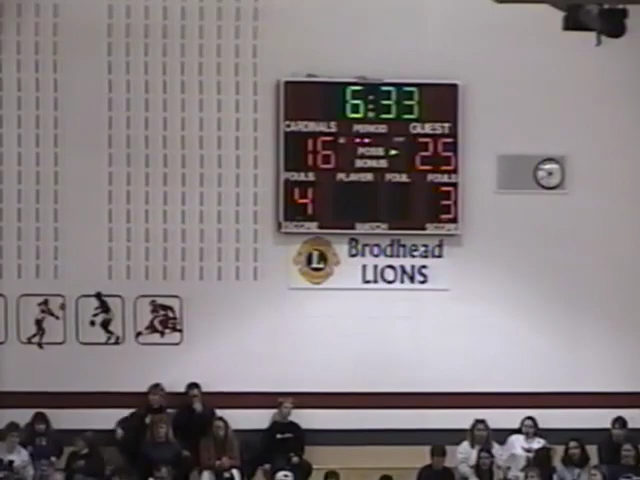 6:33
CARDINALS PERIOD GUEST
16 POSS 25
BONUS
FOULS PLAYER FOUL FOULS
4 3
L Brodhead
LIONS